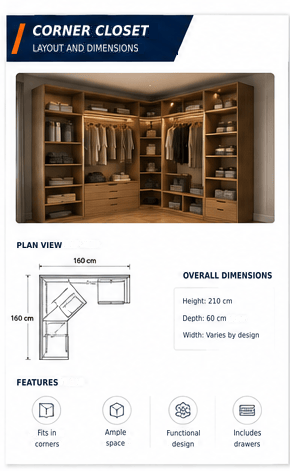 CORNER CLOSET
LAYOUT AND DIMENSIONS
PLAN VIEW
160 cm
160 cm
OVERALL DIMENSIONS
Height: 210 cm
Depth: 60 cm
Width: Varies by design
FEATURES
Fits in
corners
Ample
space
Functional
design
Includes
drawers